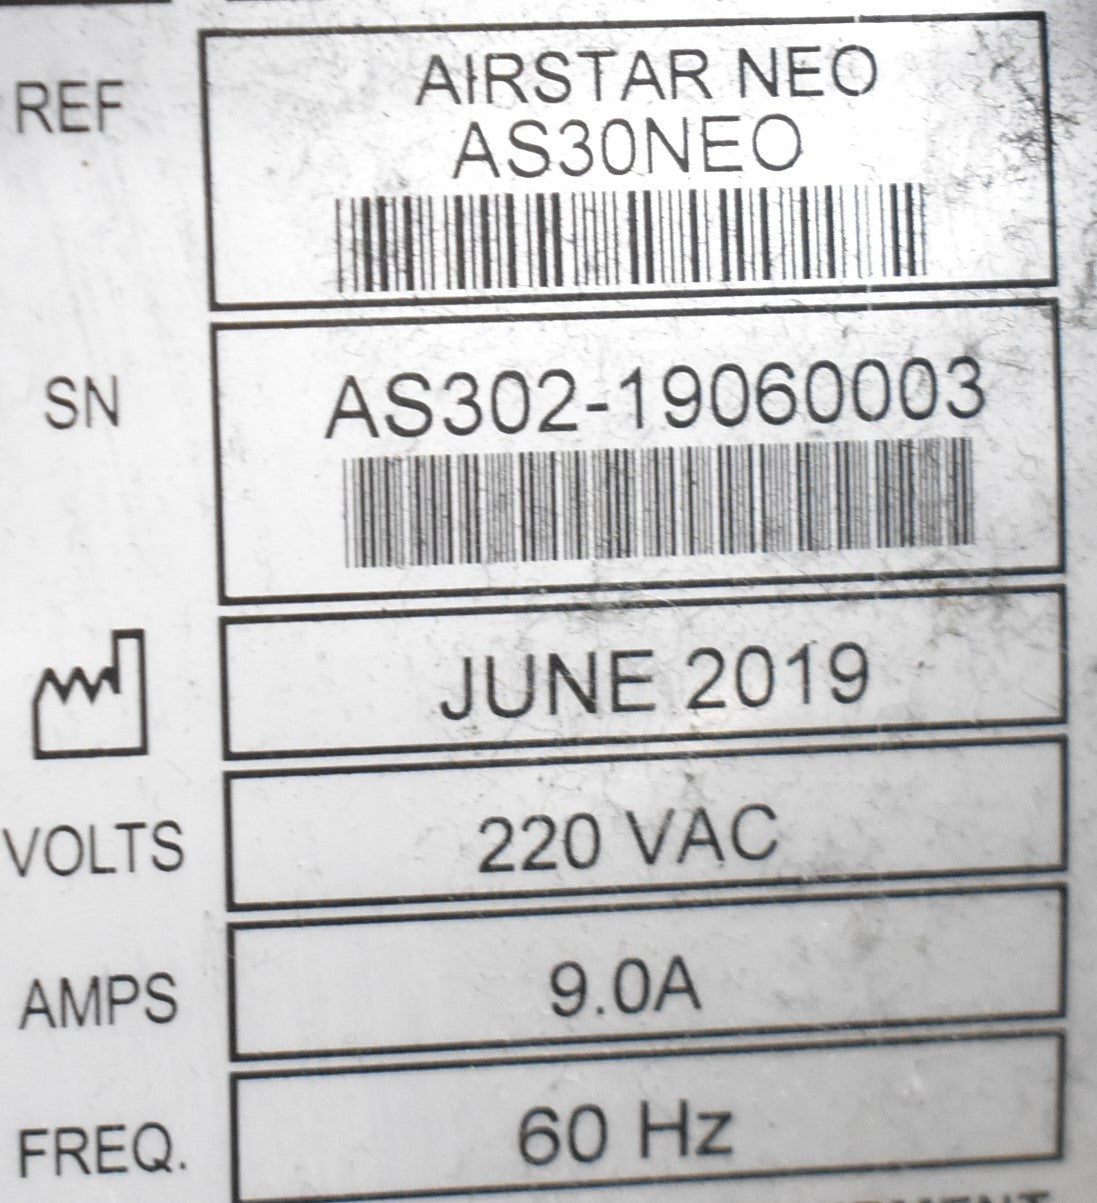 REF AIRSTAR NEO
AS30NEO
SN AS302-19060003
JUNE 2019
VOLTS 220 VAC
AMPS 9.0A
FREQ. 60 Hz